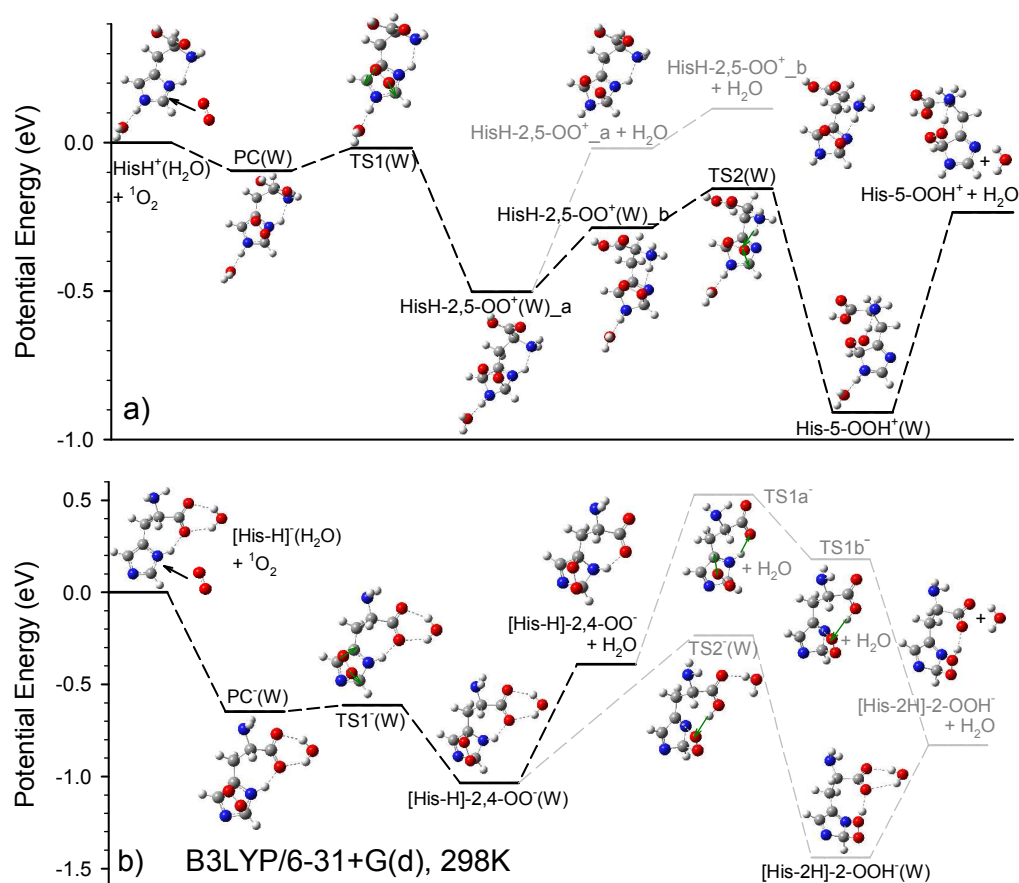 a)
Potential Energy (eV)
0.0
-0.5
-1.0
HisH⁺(H₂O)
+ ¹O₂
PC(W)
TS1(W)
HisH-2,5-OO⁺(W)_a
HisH-2,5-OO⁺_a + H₂O
HisH-2,5-OO⁺_b
+ H₂O
HisH-2,5-OO⁺(W)_b
TS2(W)
His-5-OOH⁺(W)
+
His-5-OOH⁺ + H₂O
Potential Energy (eV)
0.5
0.0
-0.5
-1.0
-1.5
[His-H]⁻(H₂O)
+ ¹O₂
PC⁻(W)
TS1⁻(W)
[His-H]-2,4-OO⁻(W)
[His-H]-2,4-OO⁻
+ H₂O
TS1a⁻
+ H₂O
TS1b⁻
+ H₂O
TS2⁻(W)
[His-2H]-2-OOH⁻(W)
+
[His-2H]-2-OOH⁻
+ H₂O
b) B3LYP/6-31+G(d), 298K